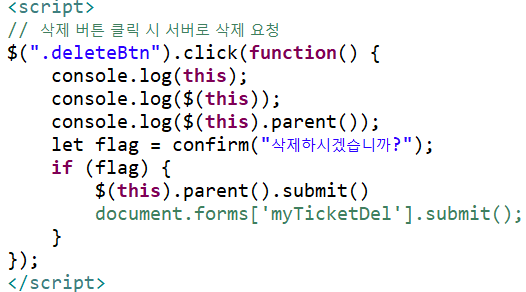 <script>
// 삭제 버튼 클릭 시 서버로 삭제 요청
$(".deleteBtn").click(function() {
    console.log(this);
    console.log($(this));
    console.log($(this).parent());
    let flag = confirm("삭제하시겠습니까?");
    if (flag) {
        $(this).parent().submit()
        document.forms['myTicketDel'].submit();
    }
});
</script>